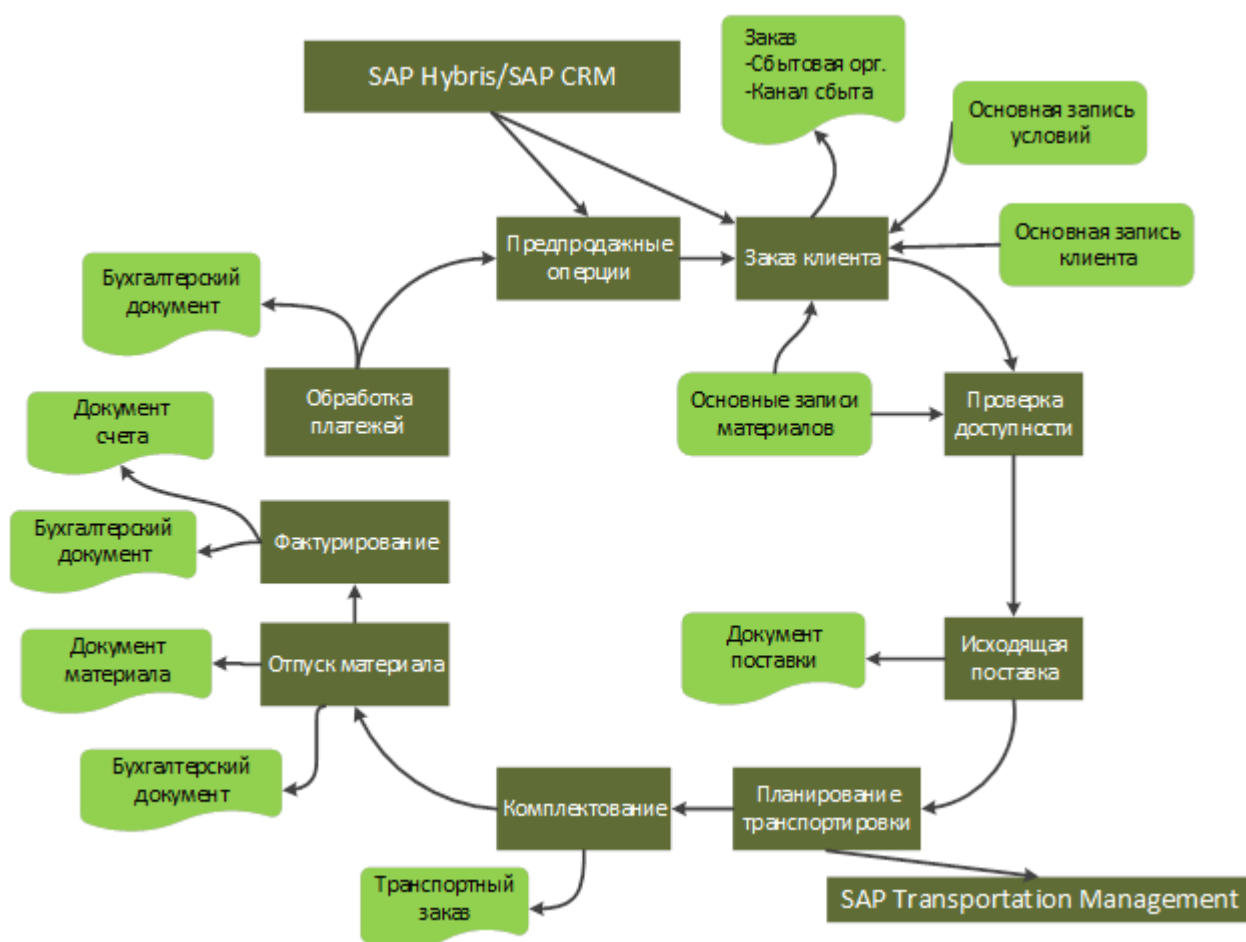 SAP Hybris/SAP CRM
Заказ
-Сбытовая орг.
-Канал сбыта
Основная запись
условий
Предпродажные
оперции
Заказ клиента
Основная запись
клиента
Бухгалтерский
документ
Обработка
платежей
Основные записи
материалов
Проверка
доступности
Документ
счета
Бухгалтерский
документ
Фактурирование
Документ
материала
Отпуск материала
Документ
поставки
Исходящая
поставка
Бухгалтерский
документ
Комплектование
Планирование
транспортировки
Транспортный
заказ
SAP Transportation Management